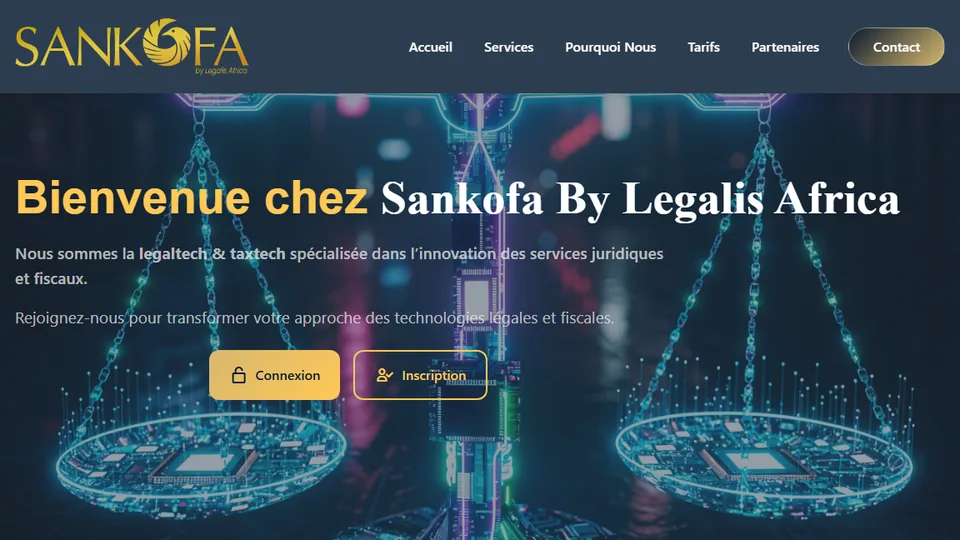 SANKOFA
by Legalis Africa
Accueil
Services
Pourquoi Nous
Tarifs
Partenaires
Contact
Bienvenue chez Sankofa By Legalis Africa
Nous sommes la legaltech & taxtech spécialisée dans l’innovation des services juridiques
et fiscaux.
Rejoignez-nous pour transformer votre approche des technologies légales et fiscales.
Connexion
Inscription